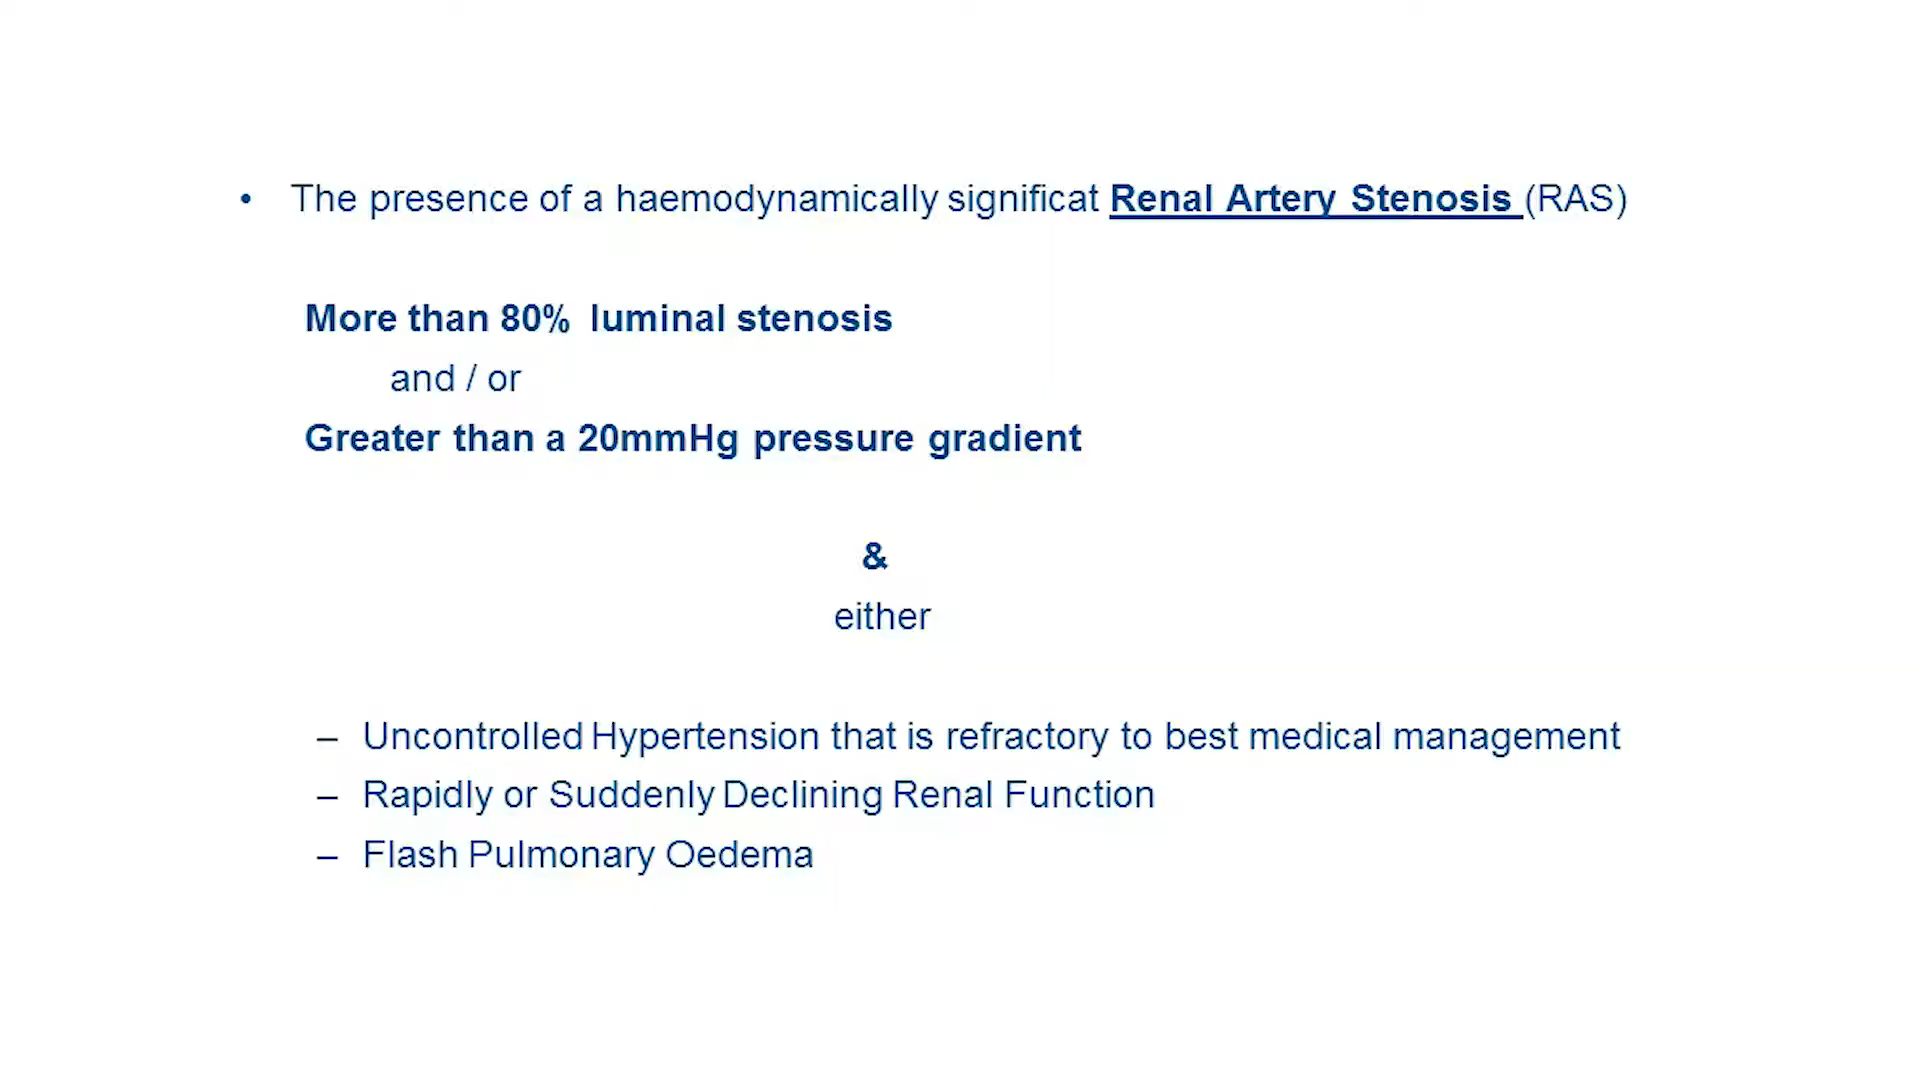 • The presence of a haemodynamically significat Renal Artery Stenosis (RAS)
More than 80% luminal stenosis
and / or
Greater than a 20mmHg pressure gradient
&
either
– Uncontrolled Hypertension that is refractory to best medical management
– Rapidly or Suddenly Declining Renal Function
– Flash Pulmonary Oedema